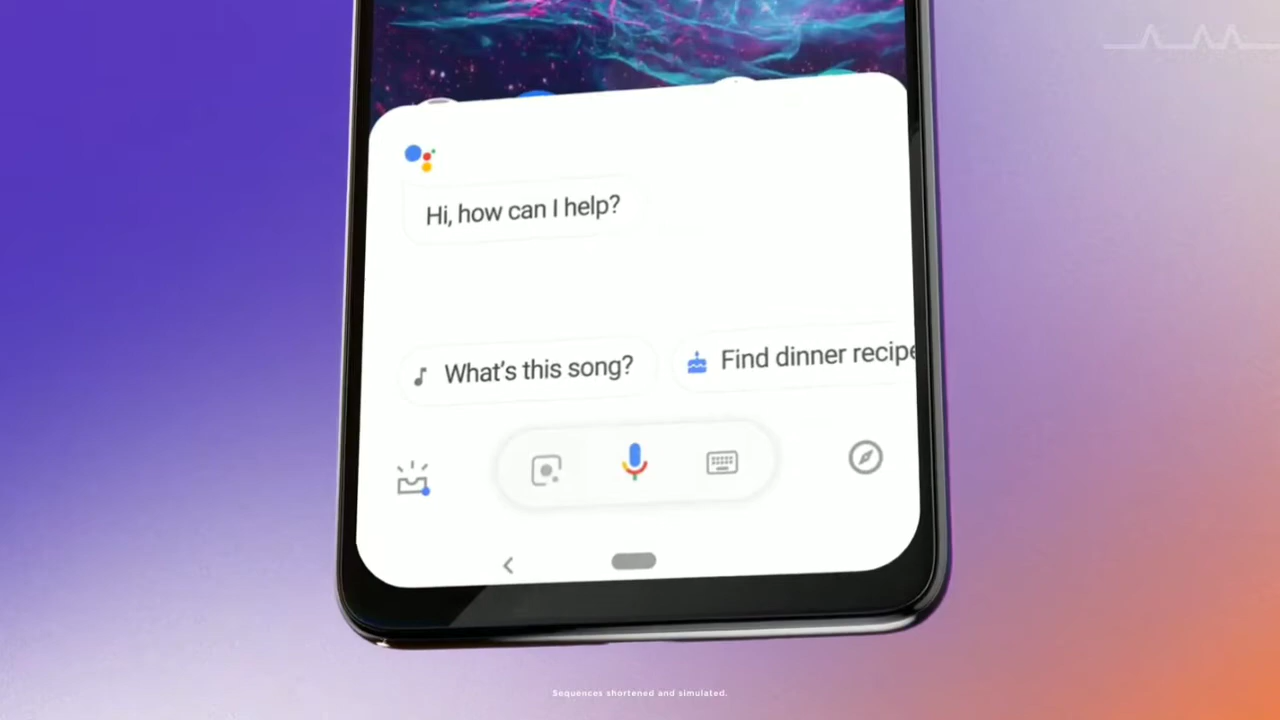 Hi, how can I help?
What's this song?
Find dinner recipe
Sequences shortened and simulated.